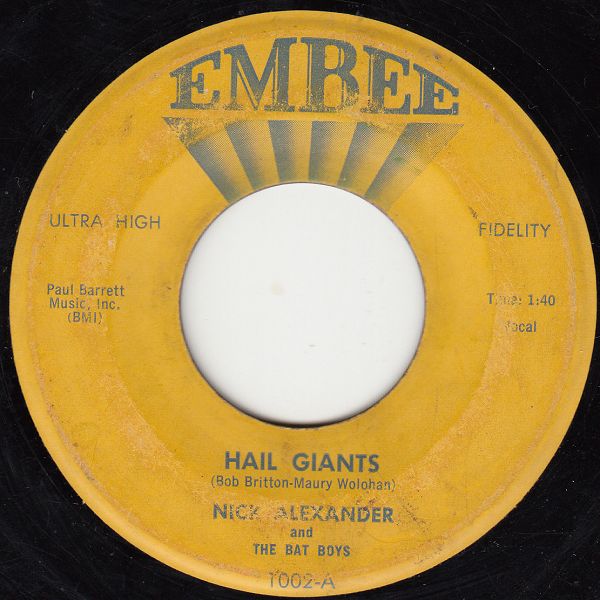 EMBEE
ULTRA HIGH FIDELITY
Paul Barrett
Music, Inc.
(BMI)
Time: 1:40
Vocal
HAIL GIANTS
(Bob Britton-Maury Wolohan)
NICK ALEXANDER
and
THE BAT BOYS
1002-A